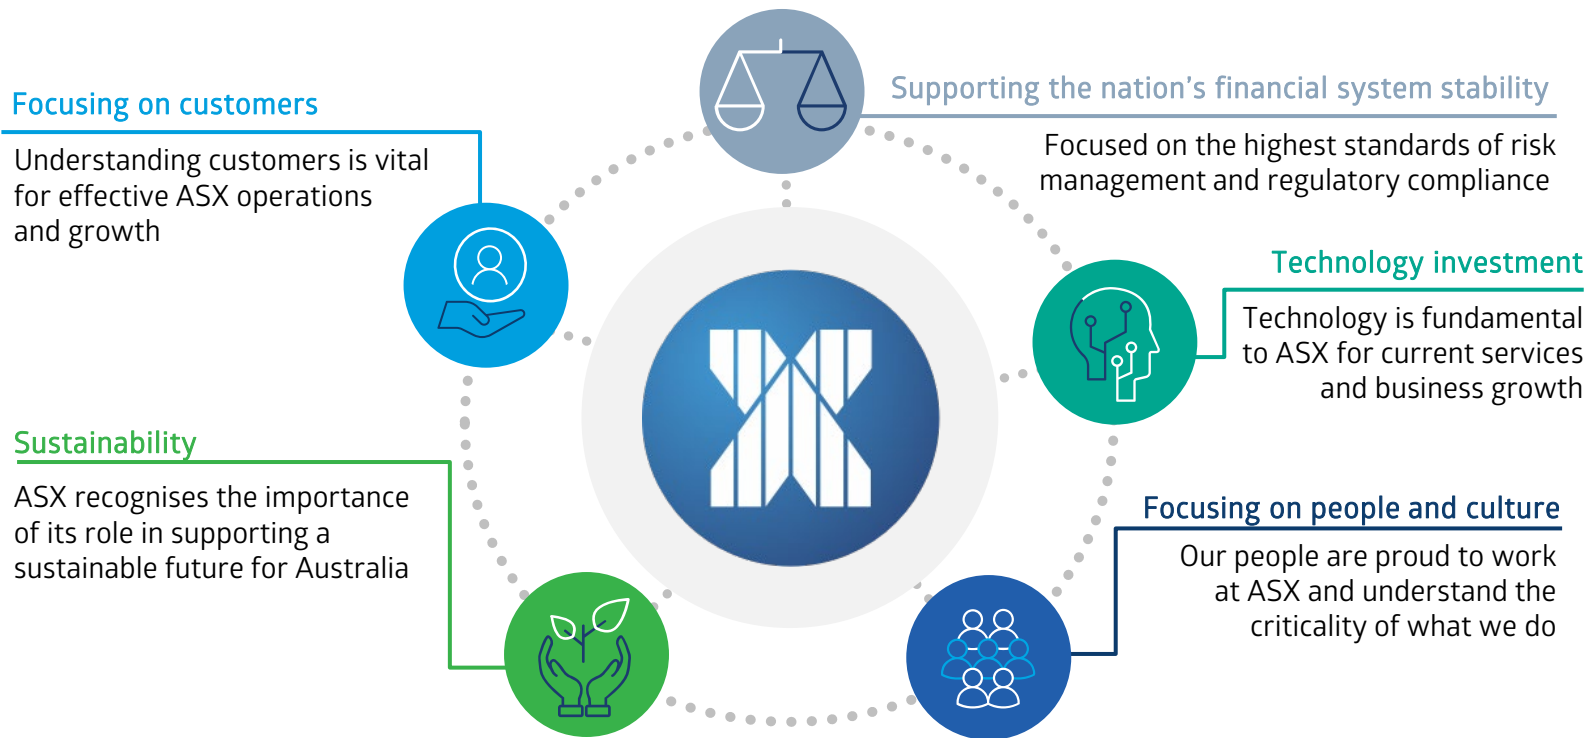 Supporting the nation's financial system stability
Focused on the highest standards of risk
management and regulatory compliance
Focusing on customers
Understanding customers is vital
for effective ASX operations
and growth
Technology investment
Technology is fundamental
to ASX for current services
and business growth
Sustainability
ASX recognises the importance
of its role in supporting a
sustainable future for Australia
Focusing on people and culture
Our people are proud to work
at ASX and understand the
criticality of what we do